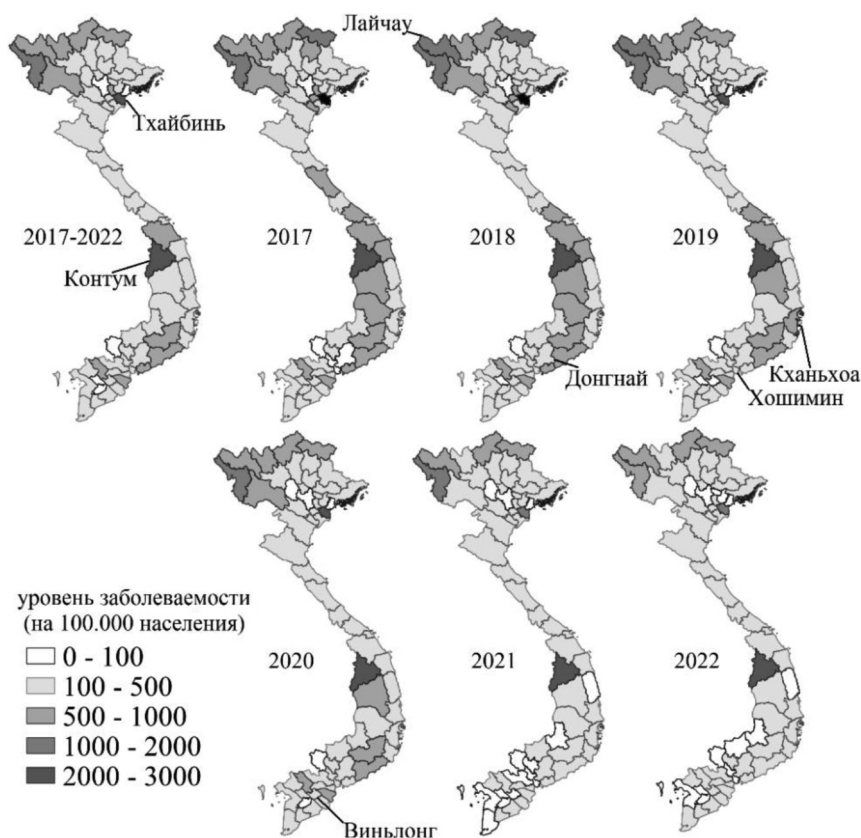 Лайчау
Тхайбинь
2017-2022
2017
2018
2019
Контум
Донгнай
Кханьхоа
Хошимин
уровень заболеваемости
(на 100.000 населения)
0 - 100
100 - 500
500 - 1000
1000 - 2000
2000 - 3000
2020
2021
2022
Виньлонг